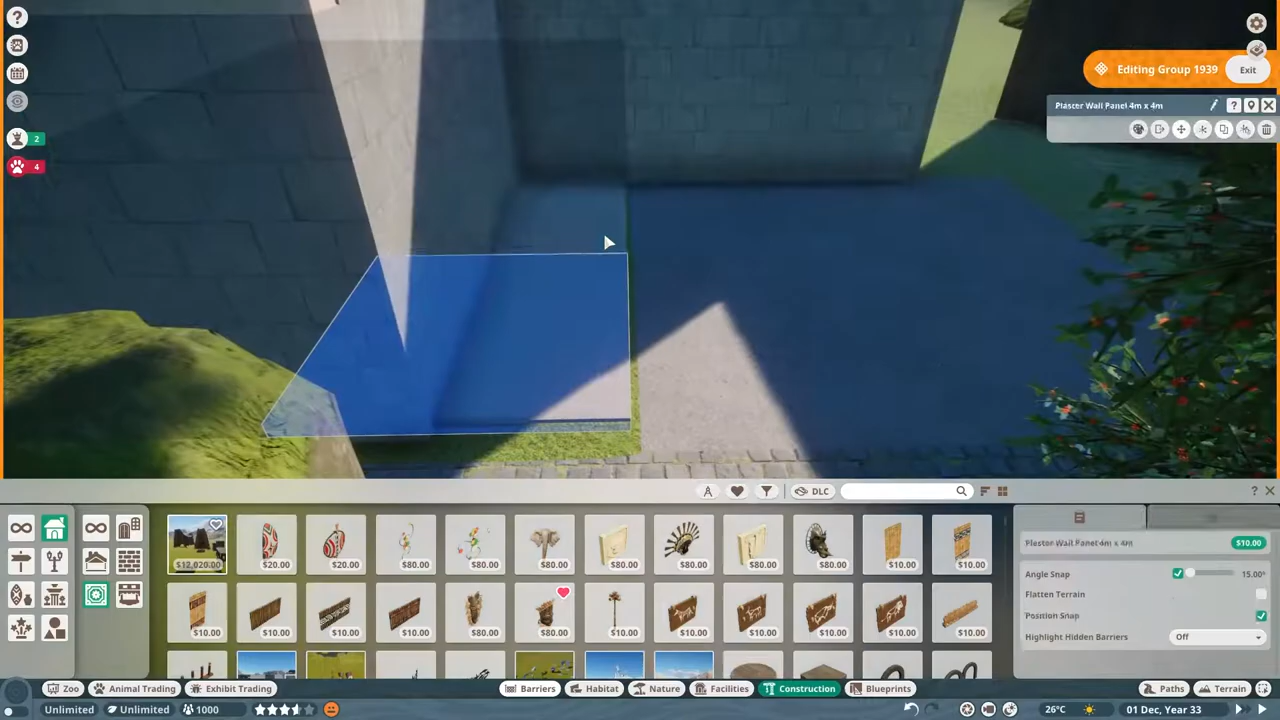 ?
Editing Group 1939
Exit
Plaster Wall Panel 4m x 4m
?
2
4
DLC
?
$12,020.00
$20.00
$20.00
$80.00
$80.00
$80.00
$80.00
$80.00
$80.00
$80.00
$10.00
$10.00
$10.00
$10.00
$10.00
$10.00
$80.00
$80.00
$10.00
$10.00
$10.00
$10.00
$10.00
$10.00
Plaster Wall Panel 4m x 4m
$10.00
Angle Snap
15.00°
Flatten Terrain
Position Snap
Highlight Hidden Barriers
Off
Zoo
Animal Trading
Exhibit Trading
Barriers
Habitat
Nature
Facilities
Construction
Blueprints
Paths
Terrain
Unlimited
Unlimited
1000
26°C
01 Dec, Year 33